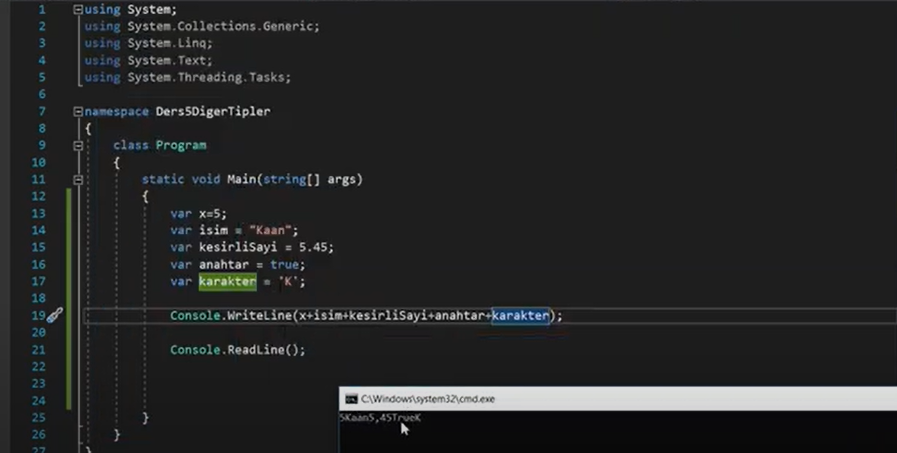 1 using System;
2 using System.Collections.Generic;
3 using System.Linq;
4 using System.Text;
5 using System.Threading.Tasks;
6
7 namespace Ders5DigerTipler
8 {
9 class Program
10 {
11 static void Main(string[] args)
12 {
13 var x=5;
14 var isim = "Kaan";
15 var kesirliSayi = 5.45;
16 var anahtar = true;
17 var karakter = 'K';
18
19 Console.WriteLine(x+isim+kesirliSayi+anahtar+karakter);
20
21 Console.ReadLine();
22
23
24
25 }
26 }
27 }
C:\Windows\system32\cmd.exe
5Kaan5,45TrueK